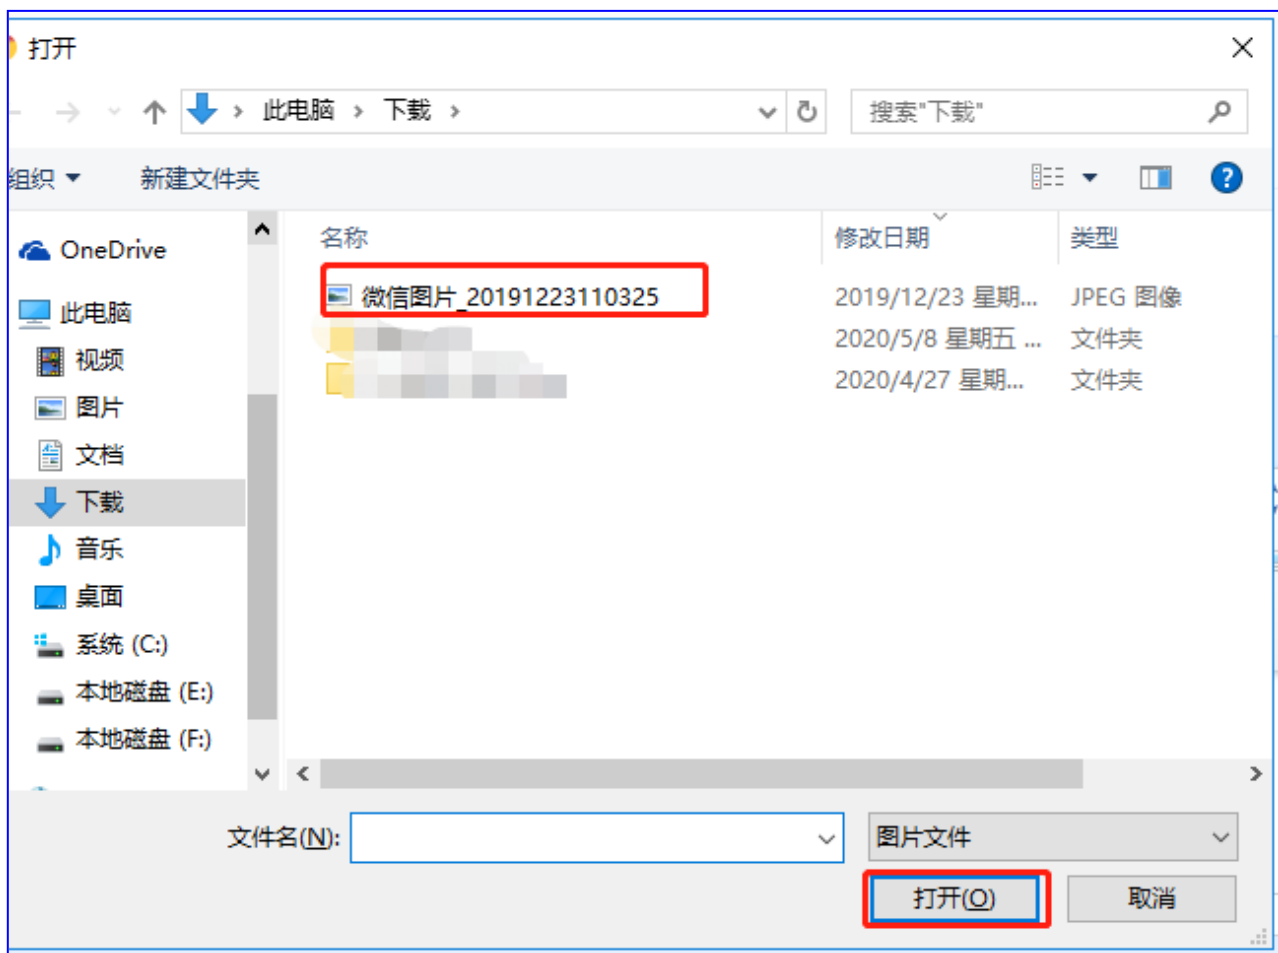 打开
此电脑 > 下载 >
搜索"下载"
组织
新建文件夹
名称
修改日期
类型
OneDrive
此电脑
视频
图片
文档
下载
音乐
桌面
系统 (C:)
本地磁盘 (E:)
本地磁盘 (F:)
微信图片_20191223110325
2019/12/23 星期...
JPEG 图像
2020/5/8 星期五 ...
文件夹
2020/4/27 星期...
文件夹
文件名(N):
图片文件
打开(O)
取消